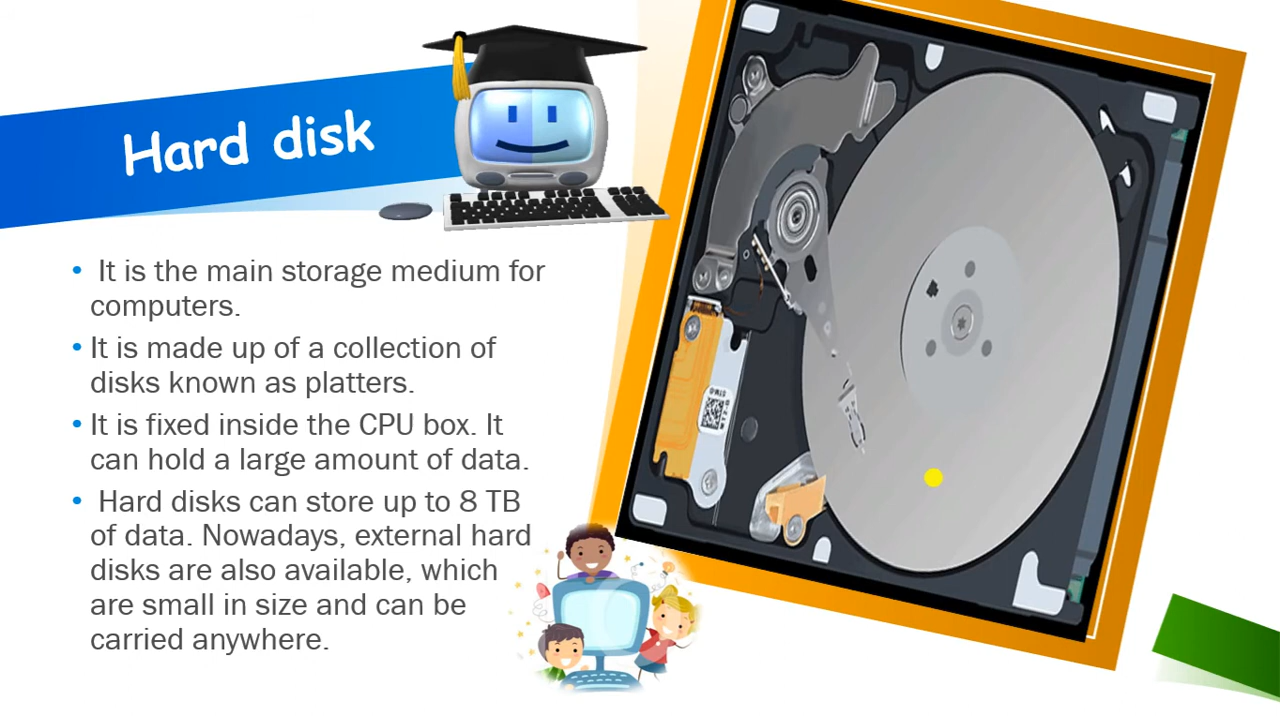 Hard disk
• It is the main storage medium for
computers.
• It is made up of a collection of
disks known as platters.
• It is fixed inside the CPU box. It
can hold a large amount of data.
• Hard disks can store up to 8 TB
of data. Nowadays, external hard
disks are also available, which
are small in size and can be
carried anywhere.